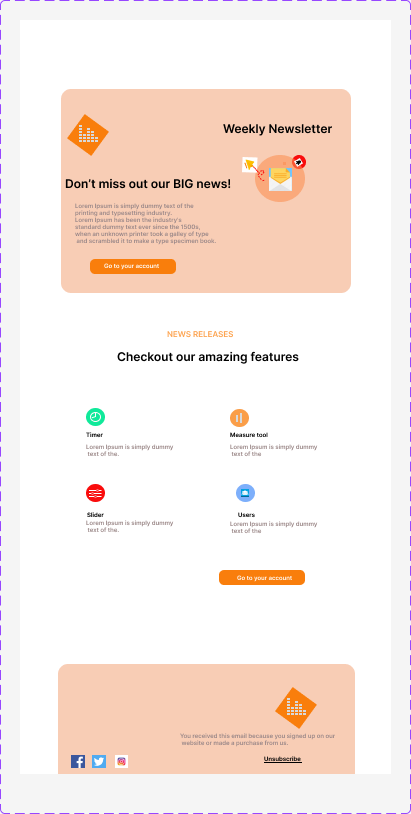 Weekly Newsletter
Don't miss out our BIG news!
Lorem Ipsum is simply dummy text of the
printing and typesetting industry.
Lorem Ipsum has been the industry's
standard dummy text ever since the 1500s,
when an unknown printer took a galley of type
and scrambled it to make a type specimen book.
Go to your account
NEWS RELEASES
Checkout our amazing features
Timer
Lorem Ipsum is simply dummy
text of the.
Measure tool
Lorem Ipsum is simply dummy
text of the
Slider
Lorem Ipsum is simply dummy
text of the.
Users
Lorem Ipsum is simply dummy
text of the
Go to your account
You received this email because you signed up on our
website or made a purchase from us.
Unsubscribe